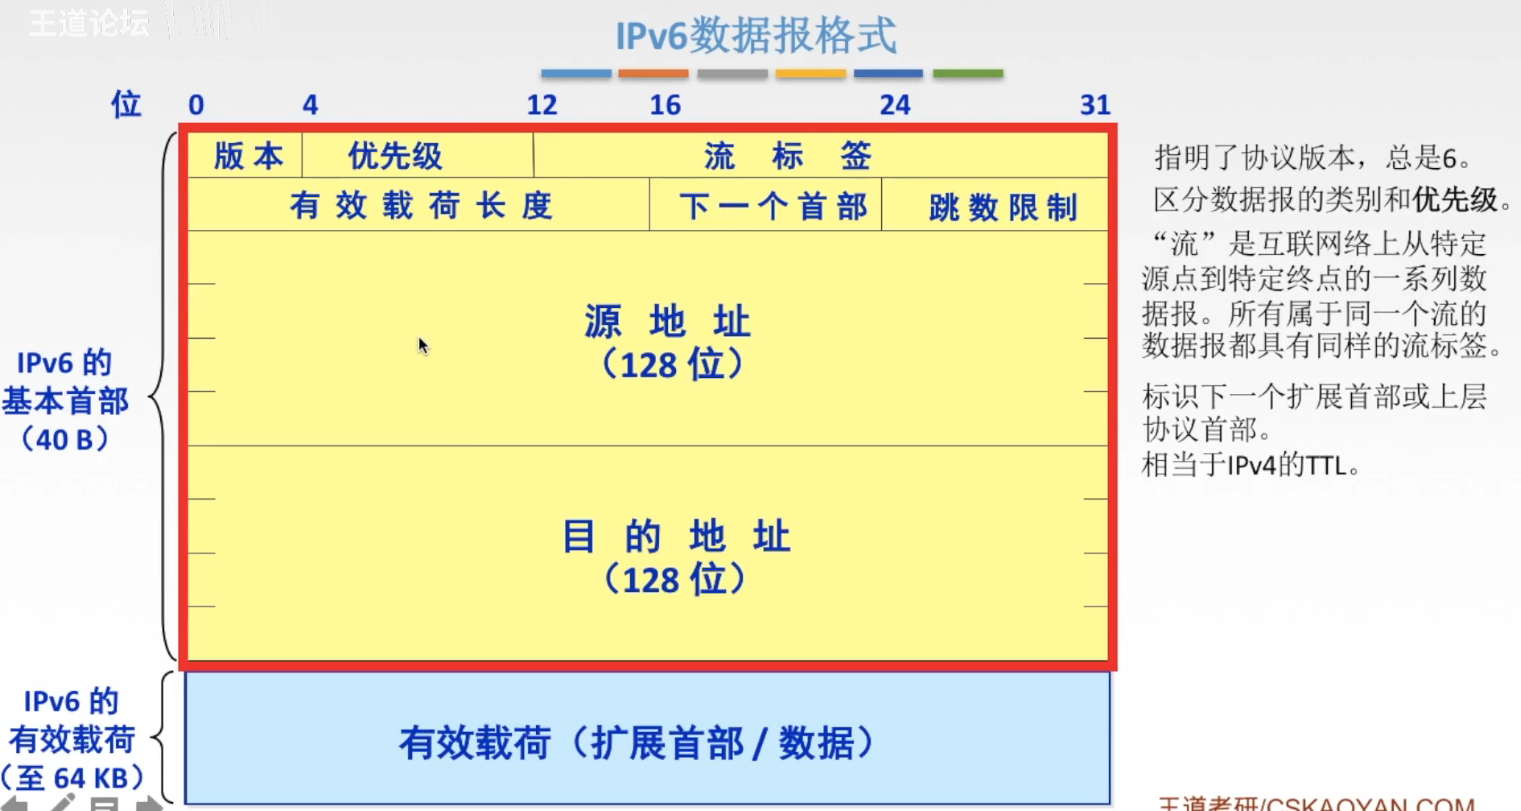 王道论坛
IPv6数据报格式
位 0 4 12 16 24 31
版本 优先级 流标签
有效载荷长度 下一个首部 跳数限制
源地址
（128 位）
目的地址
（128 位）
IPv6 的
基本首部
（40 B）
IPv6 的
有效载荷
（至 64 KB）
有效载荷（扩展首部 / 数据）
指明了协议版本，总是6。
区分数据报的类别和优先级。
“流”是互联网络上从特定
源点到特定终点的一系列数
据报。所有属于同一个流的
数据报都具有同样的流标签。
标识下一个扩展首部或上层
协议首部。
相当于IPv4的TTL。
王道考研/CSKAOYAN.COM